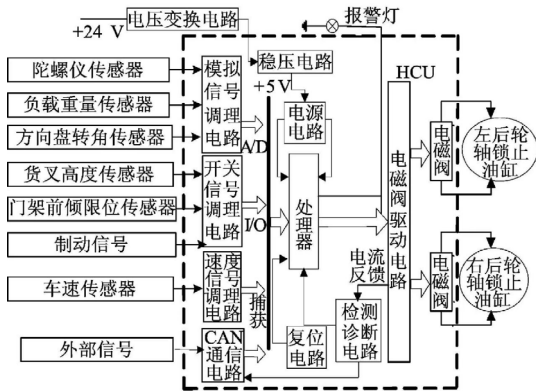 报警灯
电压变换电路
+24 V
稳压电路
HCU
+5 V
陀螺仪传感器
负载重量传感器
方向盘转角传感器
模拟
信号
调理
电路
A/D
电源
电路
货叉高度传感器
门架前倾限位传感器
制动信号
开关
信号
调理
电路
I/O
处理器
电磁阀驱动电路
电磁阀
左后轮
轴锁止
油缸
车速传感器
速度
信号
调理
电路
捕获
电流
反馈
电磁阀
右后轮
轴锁止
油缸
外部信号
CAN
通信
电路
复位
电路
检测
诊断
电路